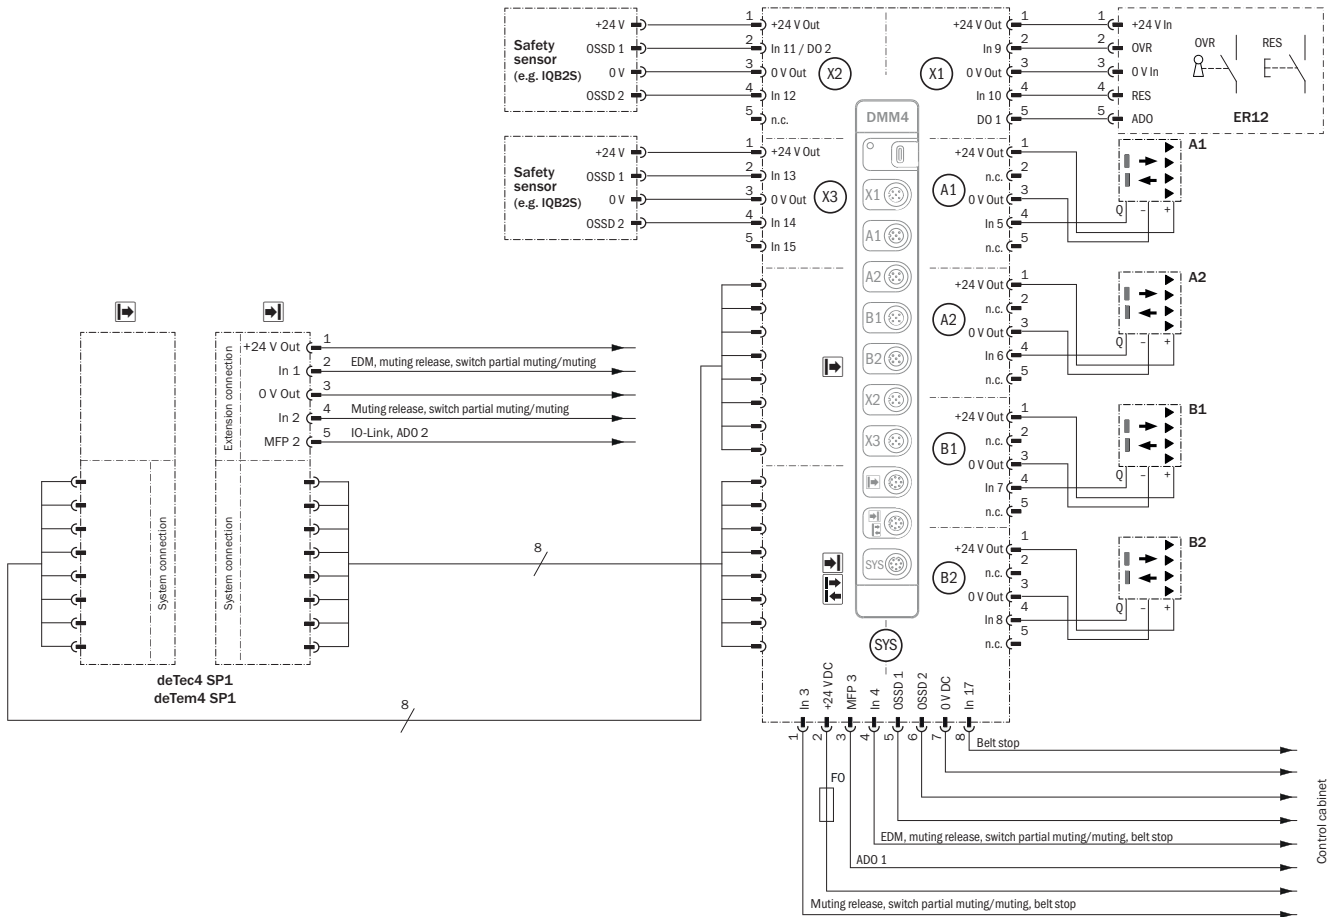 Safety
sensor
(e.g. IQB2S)
+24 V
OSSD 1
0 V
OSSD 2
1
2
3
4
5
+24 V Out
In 11 / DO 2
0 V Out
In 12
n.c.
X2
X1
+24 V Out
In 9
0 V Out
In 10
DO 1
1
2
3
4
5
1
2
3
4
5
+24 V In
OVR
0 V In
RES
ADO
OVR
RES
ER12
Safety
sensor
(e.g. IQB2S)
+24 V
OSSD 1
0 V
OSSD 2
1
2
3
4
5
+24 V Out
In 13
0 V Out
In 14
In 15
X3
DMM4
X1
A1
A2
B1
B2
X2
X3
SYS
A1
+24 V Out
n.c.
0 V Out
In 5
n.c.
1
2
3
4
5
A1
Q
–
+
A2
+24 V Out
n.c.
0 V Out
In 6
n.c.
1
2
3
4
5
A2
Q
–
+
B1
+24 V Out
n.c.
0 V Out
In 7
n.c.
1
2
3
4
5
B1
Q
–
+
B2
+24 V Out
n.c.
0 V Out
In 8
n.c.
1
2
3
4
5
B2
Q
–
+
Extension connection
+24 V Out
In 1
0 V Out
In 2
MFP 2
1
2 EDM, muting release, switch partial muting/muting
3
4 Muting release, switch partial muting/muting
5 IO-Link, ADO 2
System connection
System connection
deTec4 SP1
deTem4 SP1
8
8
SYS
In 3
+24 V DC
MFP 3
In 4
OSSD 1
OSSD 2
0 V DC
In 17
1
2
3
4
5
6
7
8
Belt stop
F0
EDM, muting release, switch partial muting/muting, belt stop
ADO 1
Muting release, switch partial muting/muting, belt stop
Control cabinet